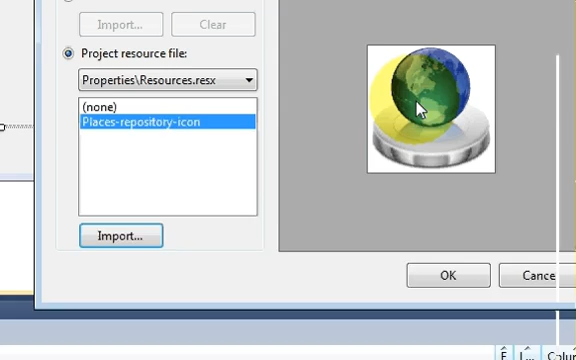 Import...
Clear
Project resource file:
Properties\Resources.resx
(none)
Places-repository-icon
Import...
OK
Cance